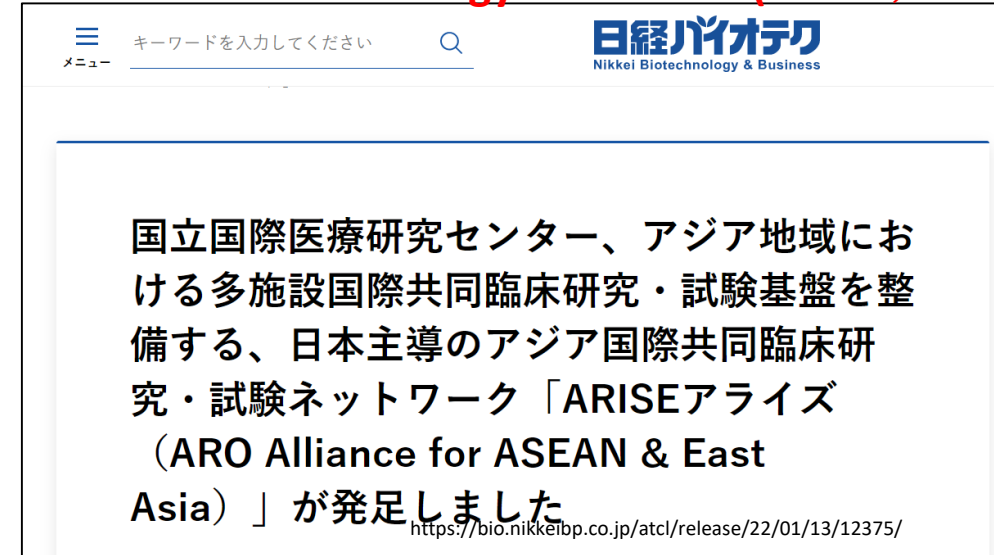 キーワードを入力してください
メニュー
日経バイオテク
Nikkei Biotechnology & Business
国立国際医療研究センター、アジア地域にお
ける多施設国際共同臨床研究・試験基盤を整
備する、日本主導のアジア国際共同臨床研
究・試験ネットワーク「ARISEアライズ
（ARO Alliance for ASEAN & East
Asia）」が発足しました
https://bio.nikkeibp.co.jp/atcl/release/22/01/13/12375/